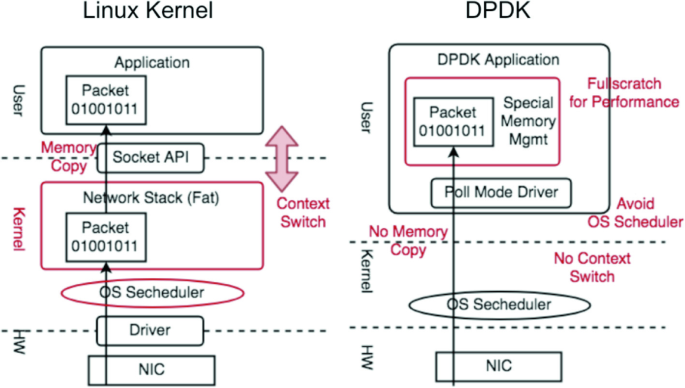 Linux Kernel
DPDK
Application
Packet
01001011
User
Memory
Copy
Socket API
Network Stack (Fat)
Context
Switch
Kernel
Packet
01001011
OS Secheduler
Driver
HW
NIC
DPDK Application
Fullscratch
for Performance
User
Packet
01001011
Special
Memory
Mgmt
Poll Mode Driver
Avoid
OS Scheduler
No Memory
Copy
Kernel
No Context
Switch
OS Secheduler
HW
NIC